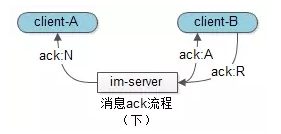 client-A
client-B
ack:N
ack:A
ack:R
im-server
消息ack流程
（下）